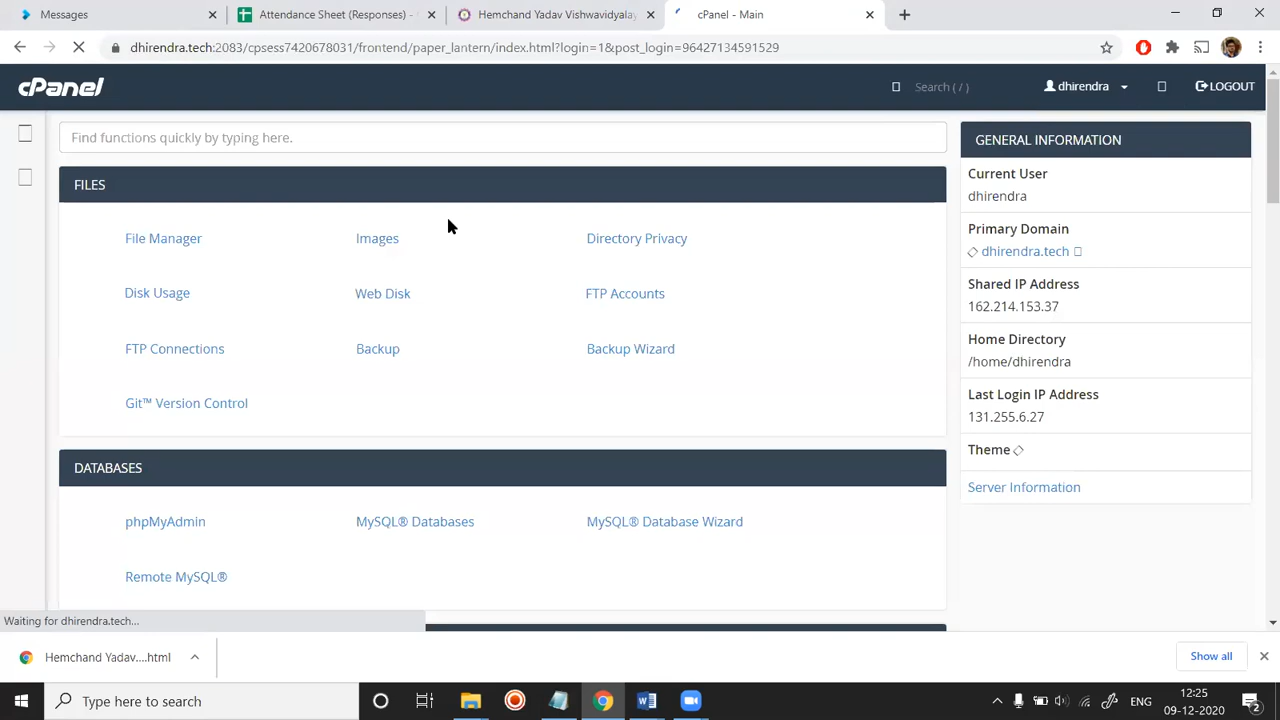 Messages
Attendance Sheet (Responses) -
Hemchand Yadav Vishwavidyalay
cPanel - Main
dhirendra.tech:2083/cpsess7420678031/frontend/paper_lantern/index.html?login=1&post_login=96427134591529
cPanel
Search ( / )
dhirendra
LOGOUT
Find functions quickly by typing here.
FILES
File Manager
Images
Directory Privacy
Disk Usage
Web Disk
FTP Accounts
FTP Connections
Backup
Backup Wizard
Git™ Version Control
DATABASES
phpMyAdmin
MySQL® Databases
MySQL® Database Wizard
Remote MySQL®
GENERAL INFORMATION
Current User
dhirendra
Primary Domain
dhirendra.tech
Shared IP Address
162.214.153.37
Home Directory
/home/dhirendra
Last Login IP Address
131.255.6.27
Theme
Server Information
Waiting for dhirendra.tech...
Hemchand Yadav....html
Show all
Type here to search
ENG
12:25
09-12-2020
2